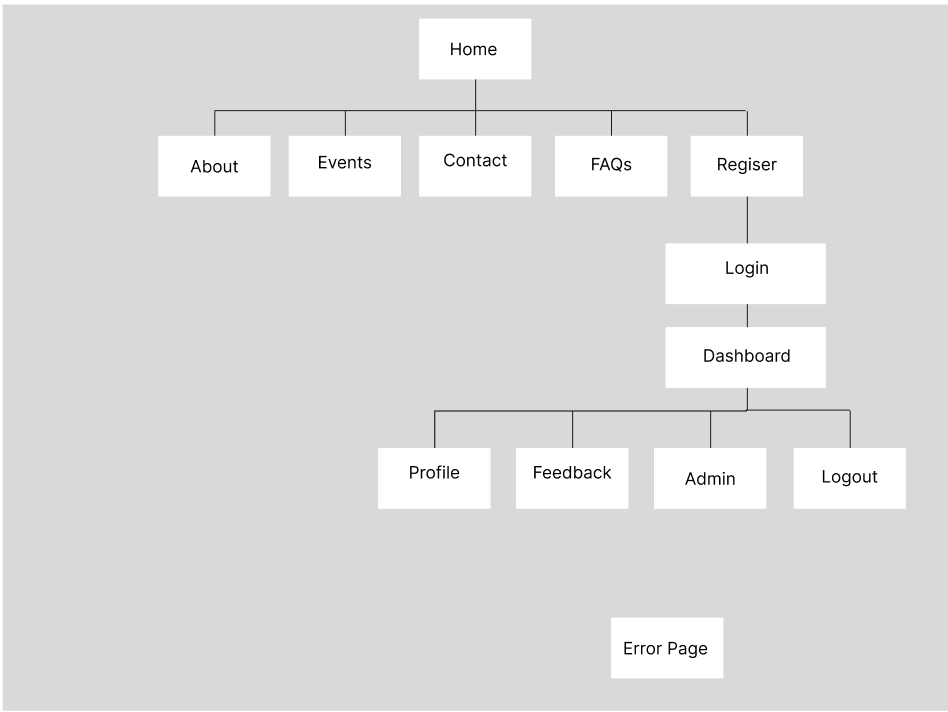 Home
About
Events
Contact
FAQs
Regiser
Login
Dashboard
Profile
Feedback
Admin
Logout
Error Page